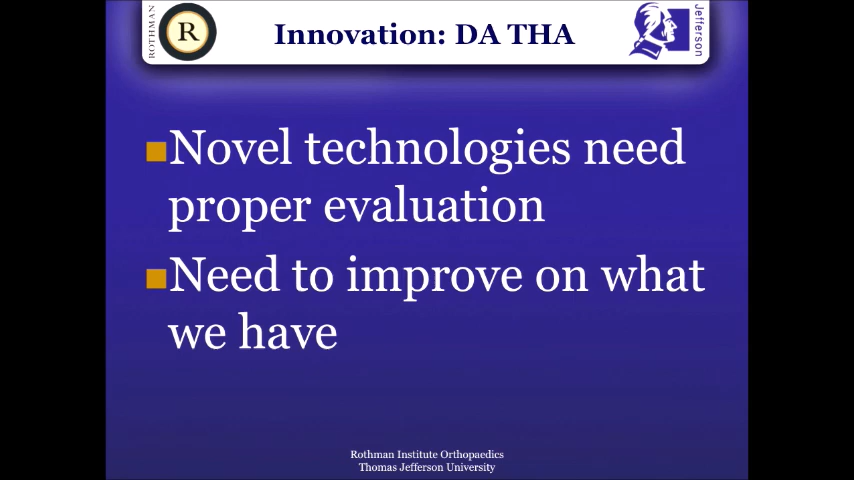 ROTHMAN
R
Innovation: DA THA
Jefferson
Novel technologies need
proper evaluation
Need to improve on what
we have
Rothman Institute Orthopaedics
Thomas Jefferson University